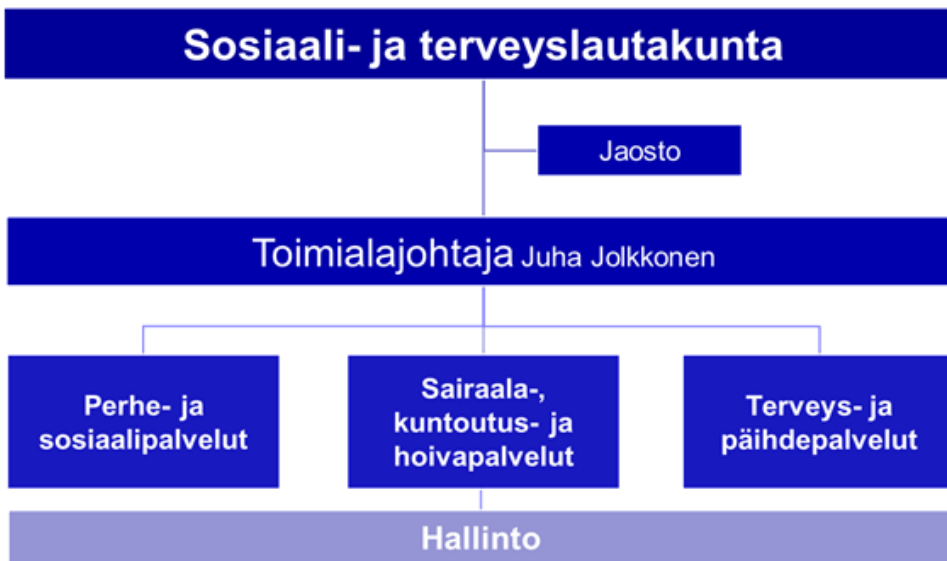 Sosiaali- ja terveyslautakunta
Jaosto
Toimialajohtaja Juha Jolkkonen
Perhe- ja
sosiaalipalvelut
Sairaala-,
kuntoutus- ja
hoivapalvelut
Terveys- ja
päihdepalvelut
Hallinto